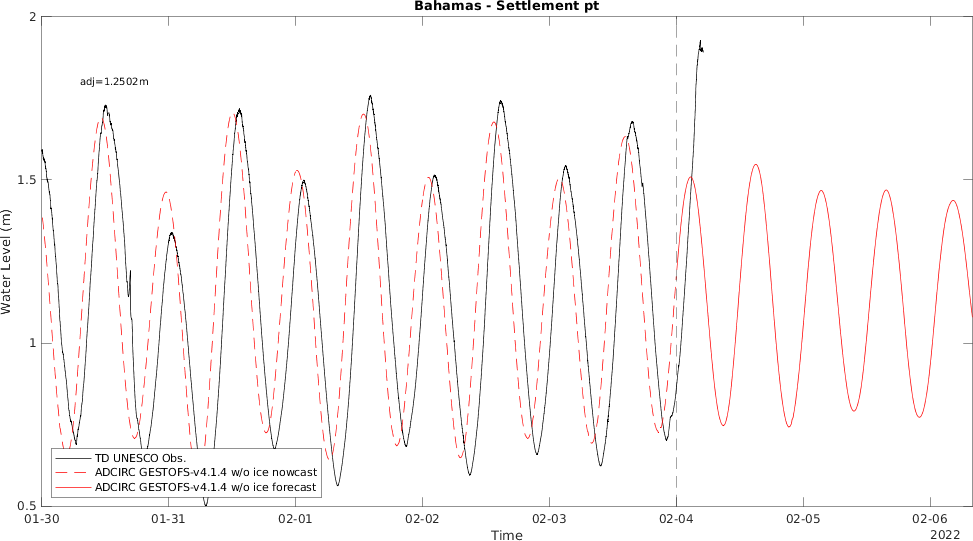 Bahamas - Settlement pt
2
adj=1.2502m
1.5
Water Level (m)
1
TD UNESCO Obs.
ADCIRC GESTOFS-v4.1.4 w/o ice nowcast
ADCIRC GESTOFS-v4.1.4 w/o ice forecast
0.5
01-30 01-31 02-01 02-02 02-03 02-04 02-05 02-06
Time
2022